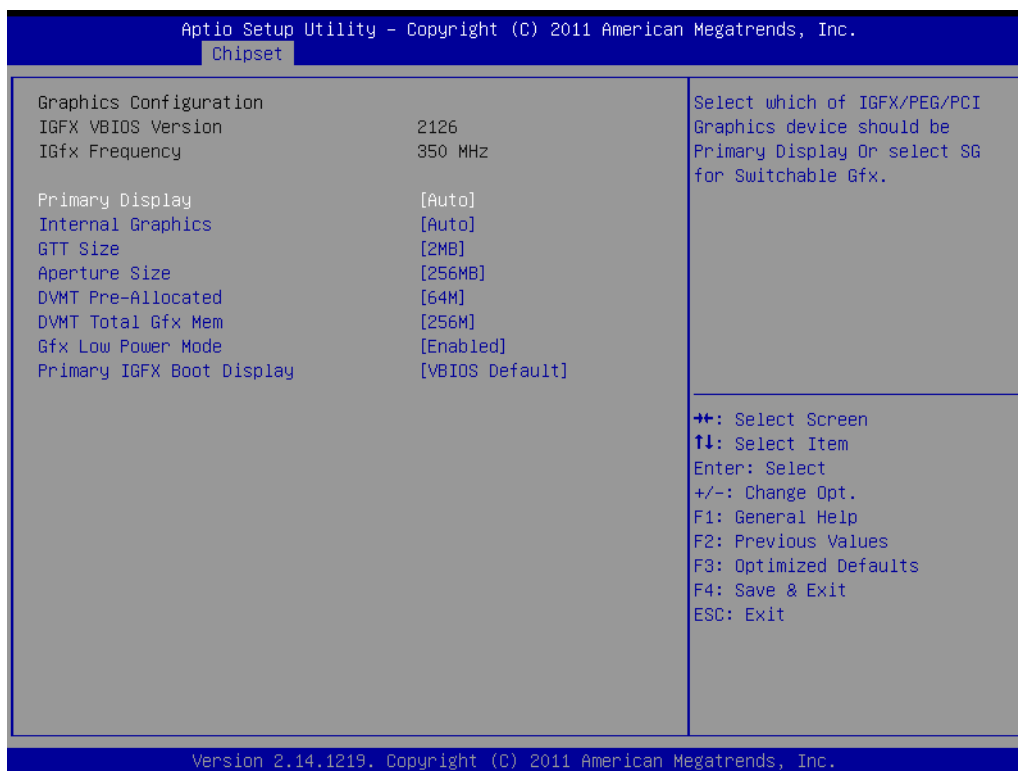 Aptio Setup Utility – Copyright (C) 2011 American Megatrends, Inc.
Chipset
Graphics Configuration
IGFX VBIOS Version 2126
IGfx Frequency 350 MHz
Primary Display [Auto]
Internal Graphics [Auto]
GTT Size [2MB]
Aperture Size [256MB]
DVMT Pre-Allocated [64M]
DVMT Total Gfx Mem [256M]
Gfx Low Power Mode [Enabled]
Primary IGFX Boot Display [VBIOS Default]
Select which of IGFX/PEG/PCI
Graphics device should be
Primary Display Or select SG
for Switchable Gfx.
→←: Select Screen
↑↓: Select Item
Enter: Select
+/-: Change Opt.
F1: General Help
F2: Previous Values
F3: Optimized Defaults
F4: Save & Exit
ESC: Exit
Version 2.14.1219. Copyright (C) 2011 American Megatrends, Inc.